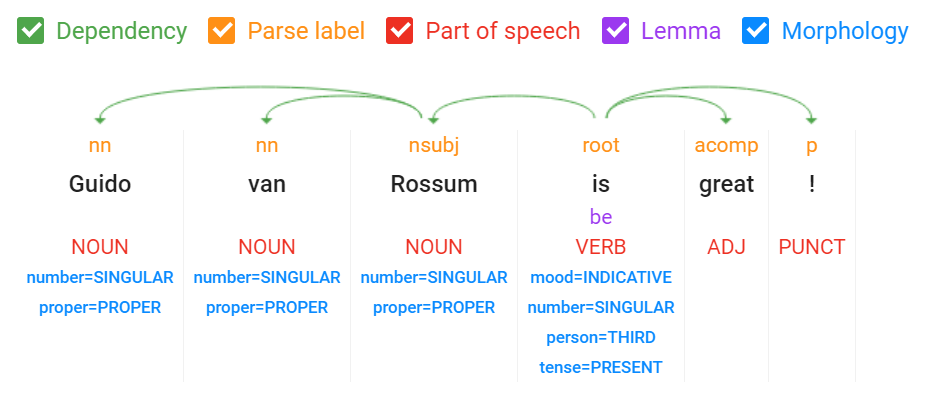 Dependency Parse label Part of speech Lemma Morphology
nn nn nsubj root acomp p
Guido van Rossum is great !
be
NOUN NOUN NOUN VERB ADJ PUNCT
number=SINGULAR number=SINGULAR number=SINGULAR mood=INDICATIVE
proper=PROPER proper=PROPER proper=PROPER number=SINGULAR
person=THIRD
tense=PRESENT